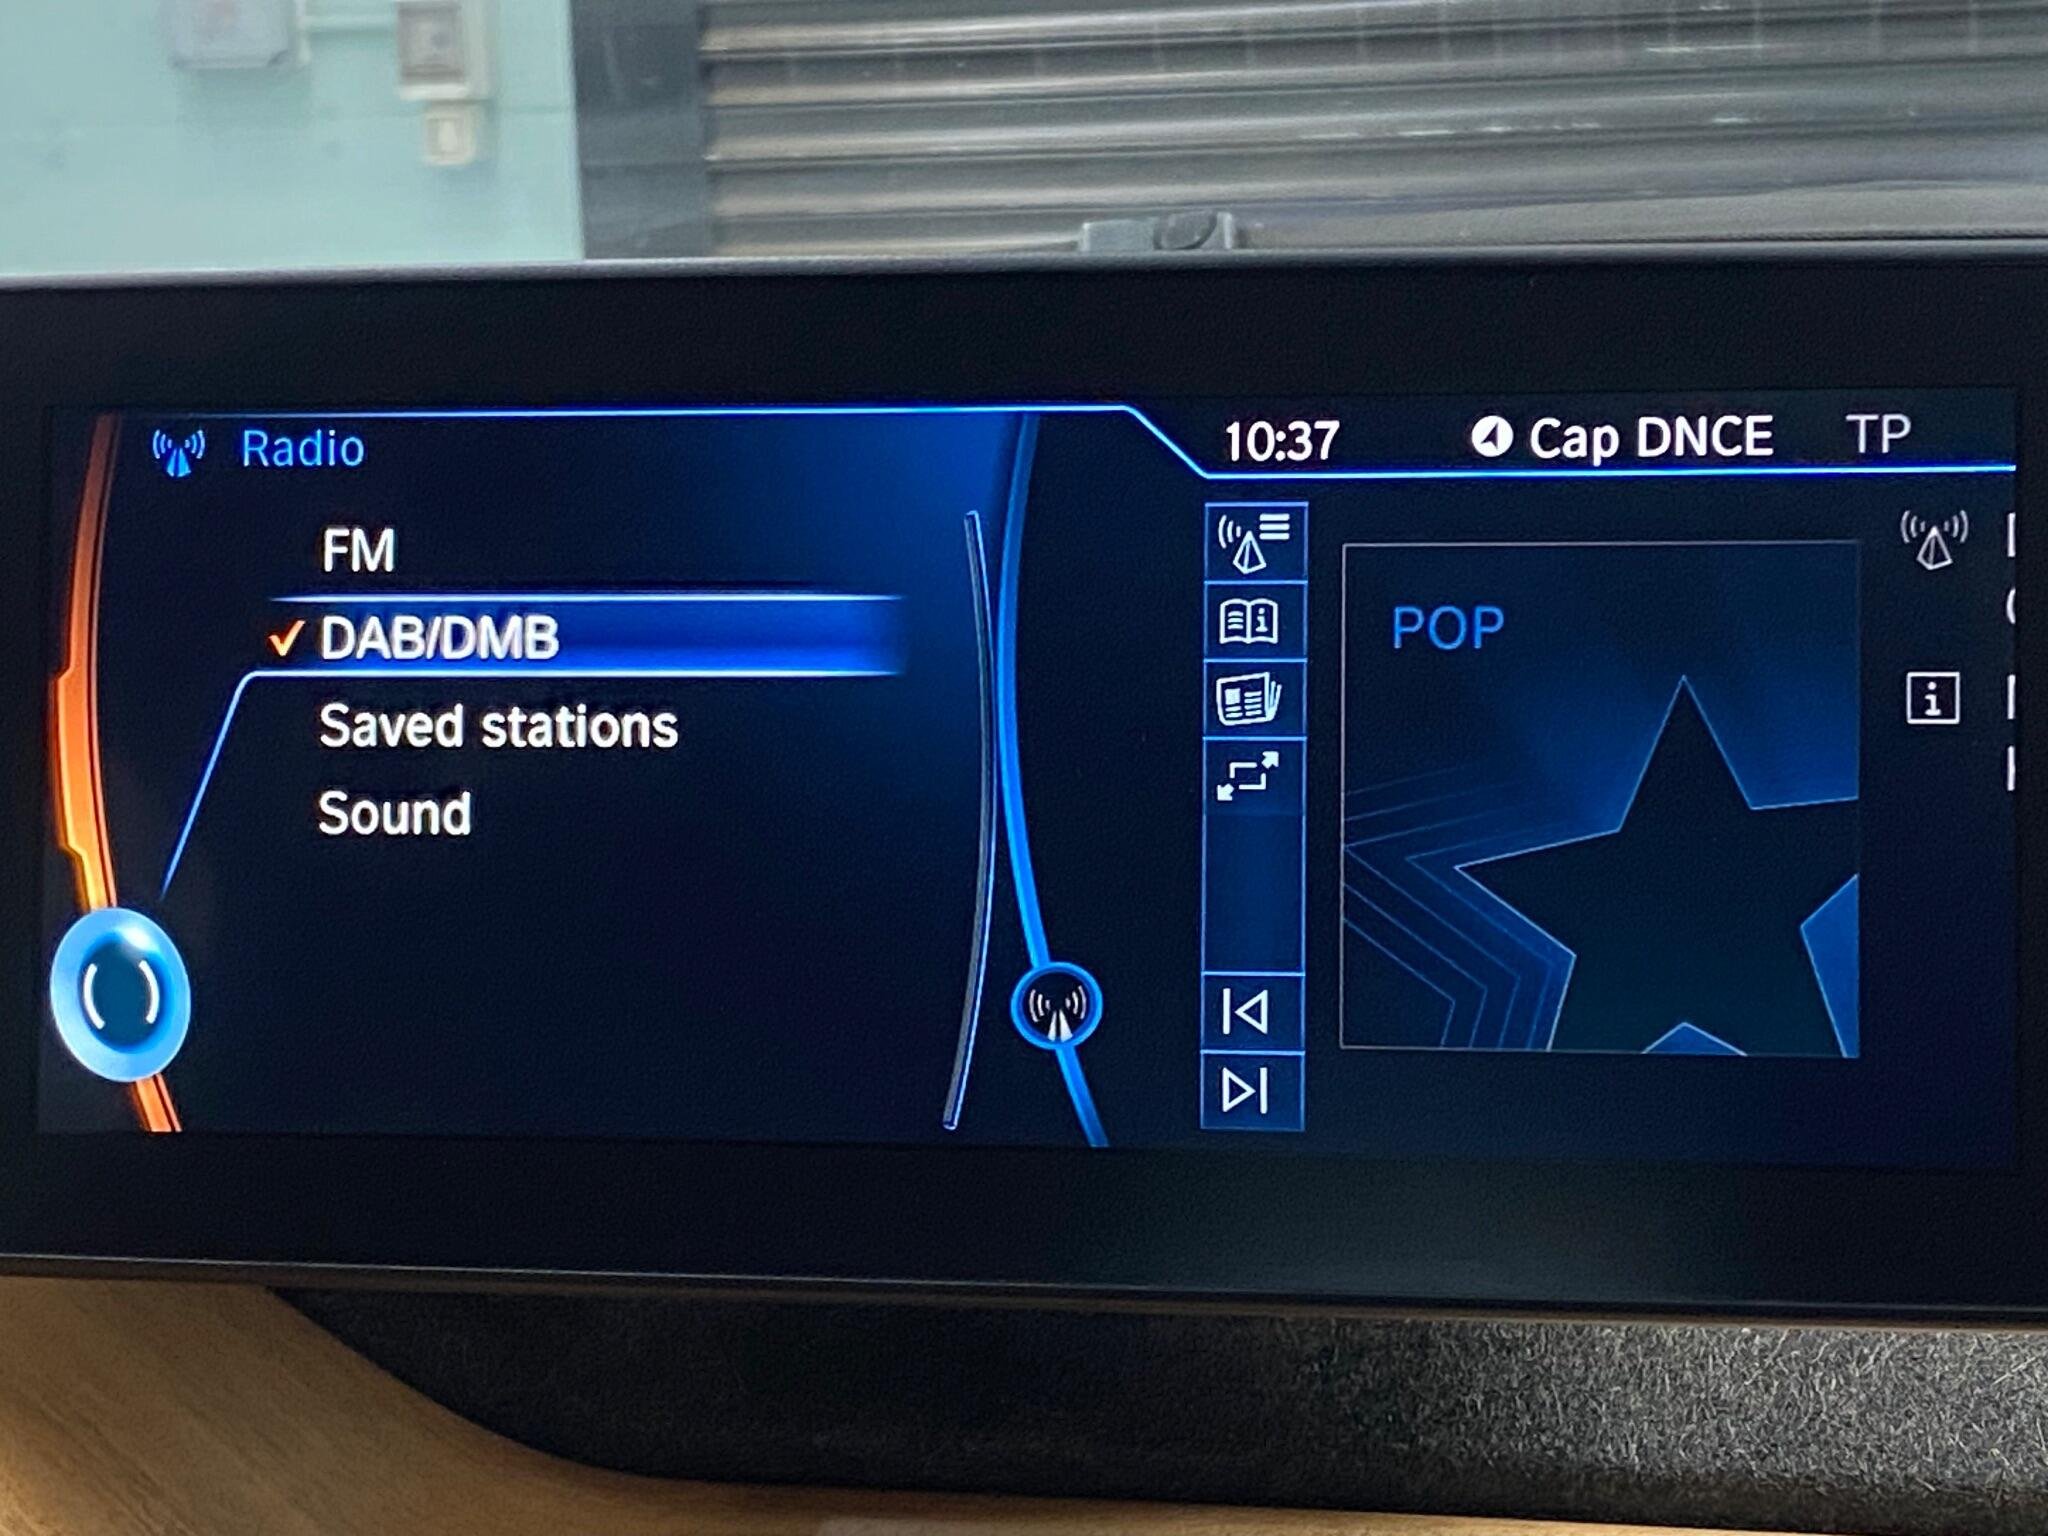 Radio
FM
DAB/DMB
Saved stations
Sound
10:37
Cap DNCE
TP
POP